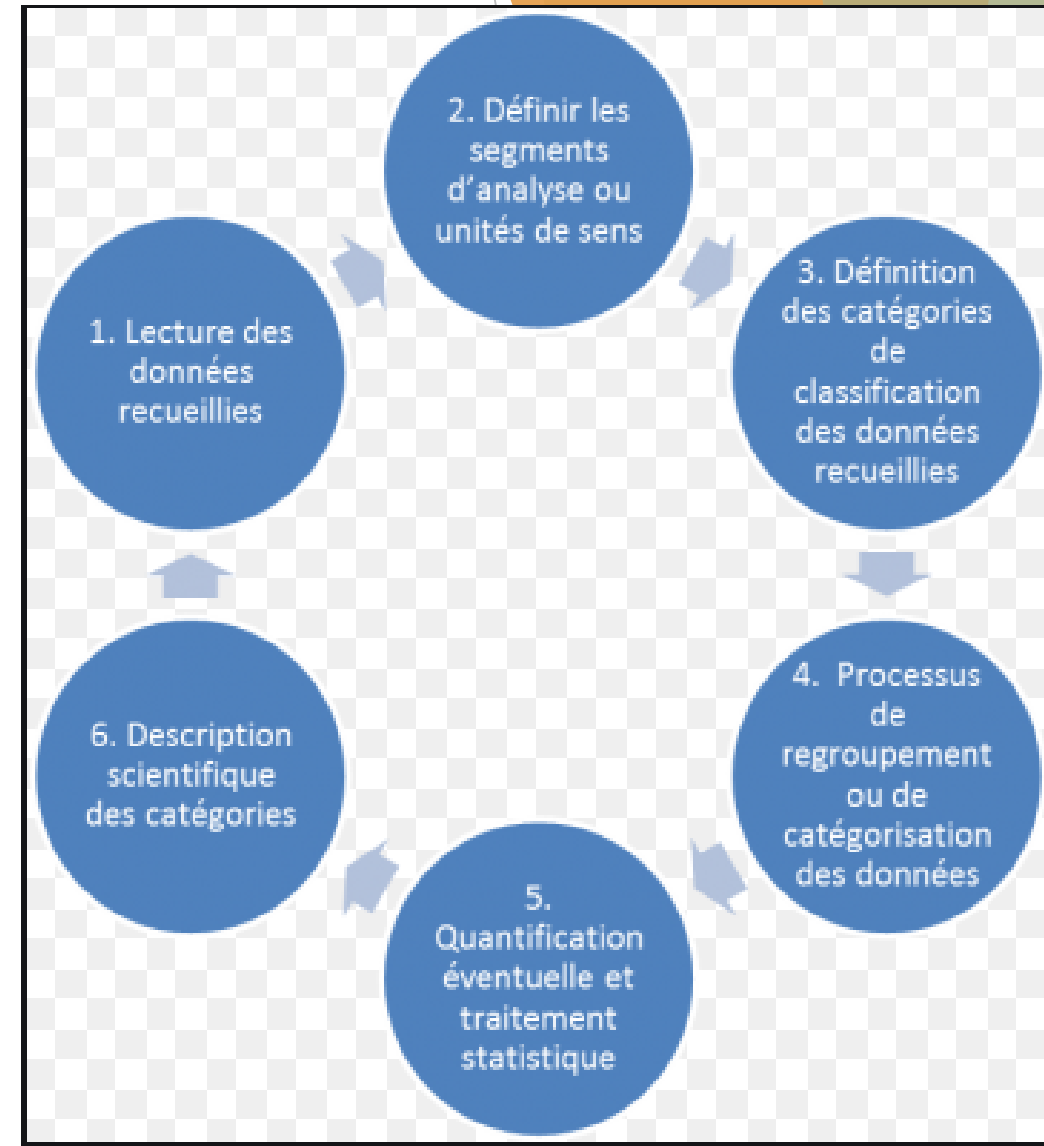 1. Lecture des
données
recueillies
2. Définir les
segments
d'analyse ou
unités de sens
3. Définition
des catégories
de
classification
des données
recueillies
4. Processus
de
regroupement
ou de
catégorisation
des données
5.
Quantification
éventuelle et
traitement
statistique
6. Description
scientifique
des catégories